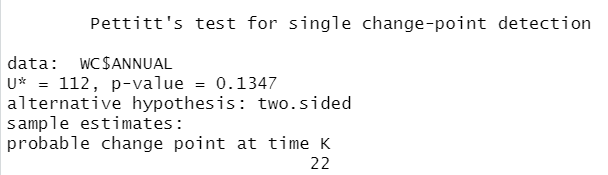 Pettitt's test for single change-point detection
data: WC$ANNUAL
U* = 112, p-value = 0.1347
alternative hypothesis: two.sided
sample estimates:
probable change point at time K
22